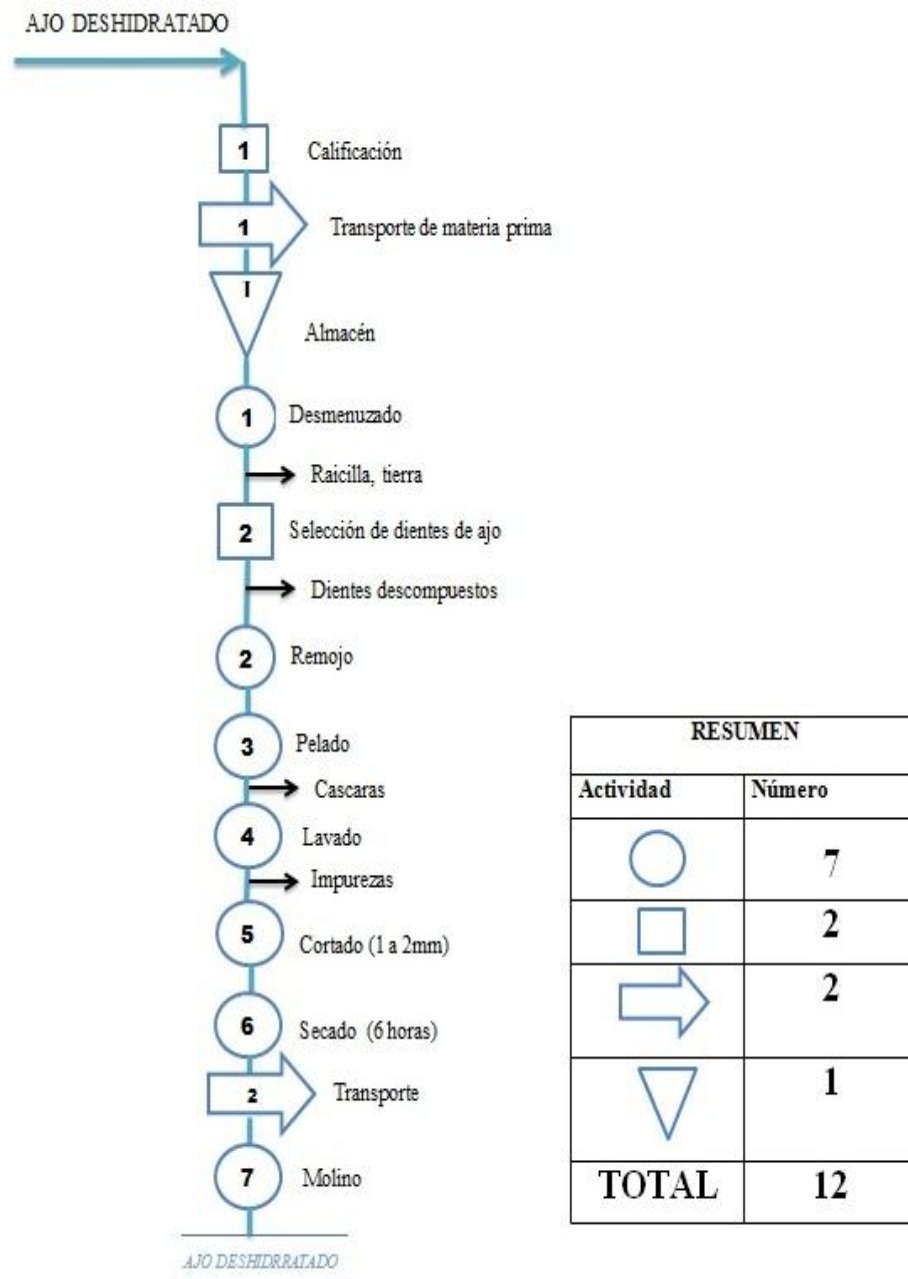 AJO DESHIDRATADO
1 Calificación
1 Transporte de materia prima
1 Almacén
1 Desmenuzado
Raicilla, tierra
2 Selección de dientes de ajo
Dientes descompuestos
2 Remojo
3 Pelado
Cascaras
4 Lavado
Impurezas
5 Cortado (1 a 2mm)
6 Secado (6 horas)
2 Transporte
7 Molino
AJO DESHIDRRATADO
RESUMEN
Actividad Número
7
2
2
1
TOTAL 12